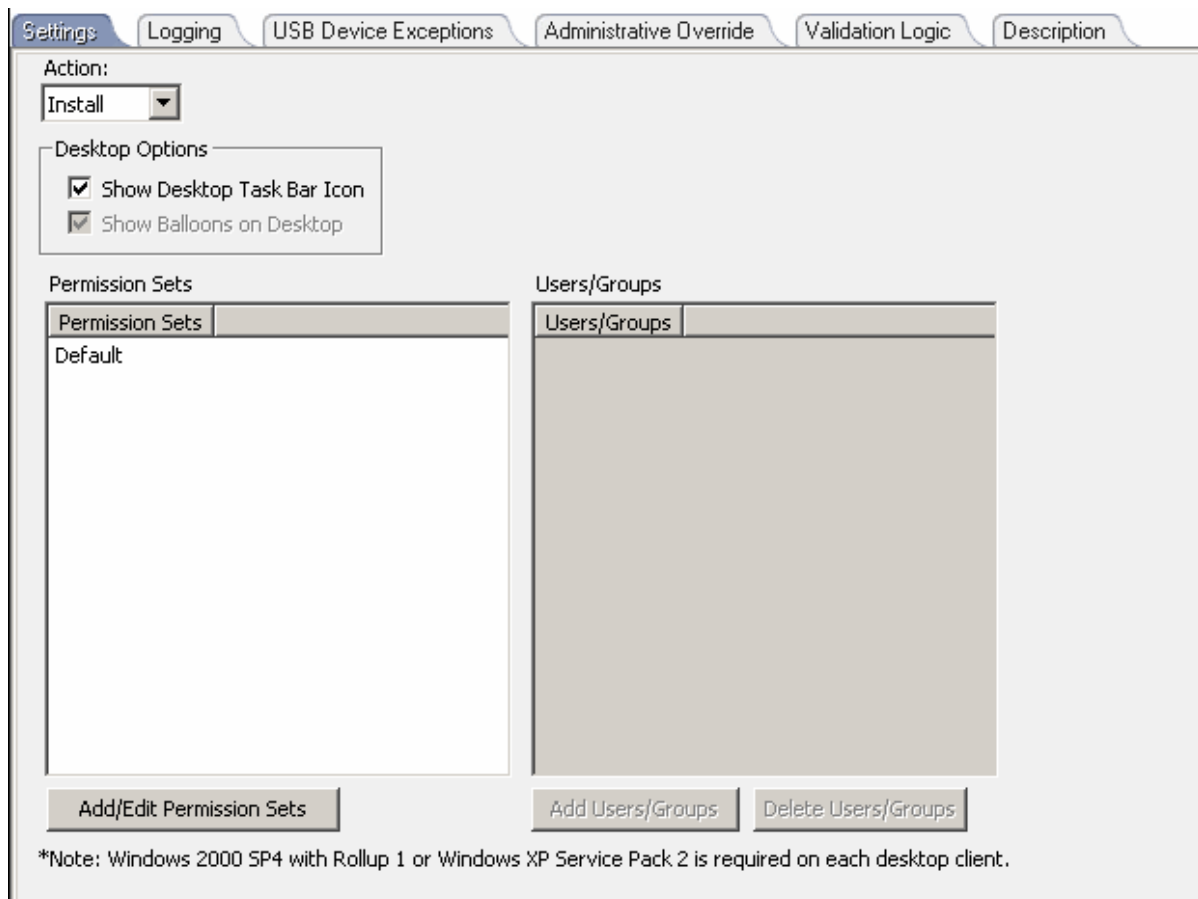 Settings Logging USB Device Exceptions Administrative Override Validation Logic Description
Action:
Install
Desktop Options
Show Desktop Task Bar Icon
Show Balloons on Desktop
Permission Sets Users/Groups
Permission Sets Users/Groups
Default
Add/Edit Permission Sets Add Users/Groups Delete Users/Groups
*Note: Windows 2000 SP4 with Rollup 1 or Windows XP Service Pack 2 is required on each desktop client.